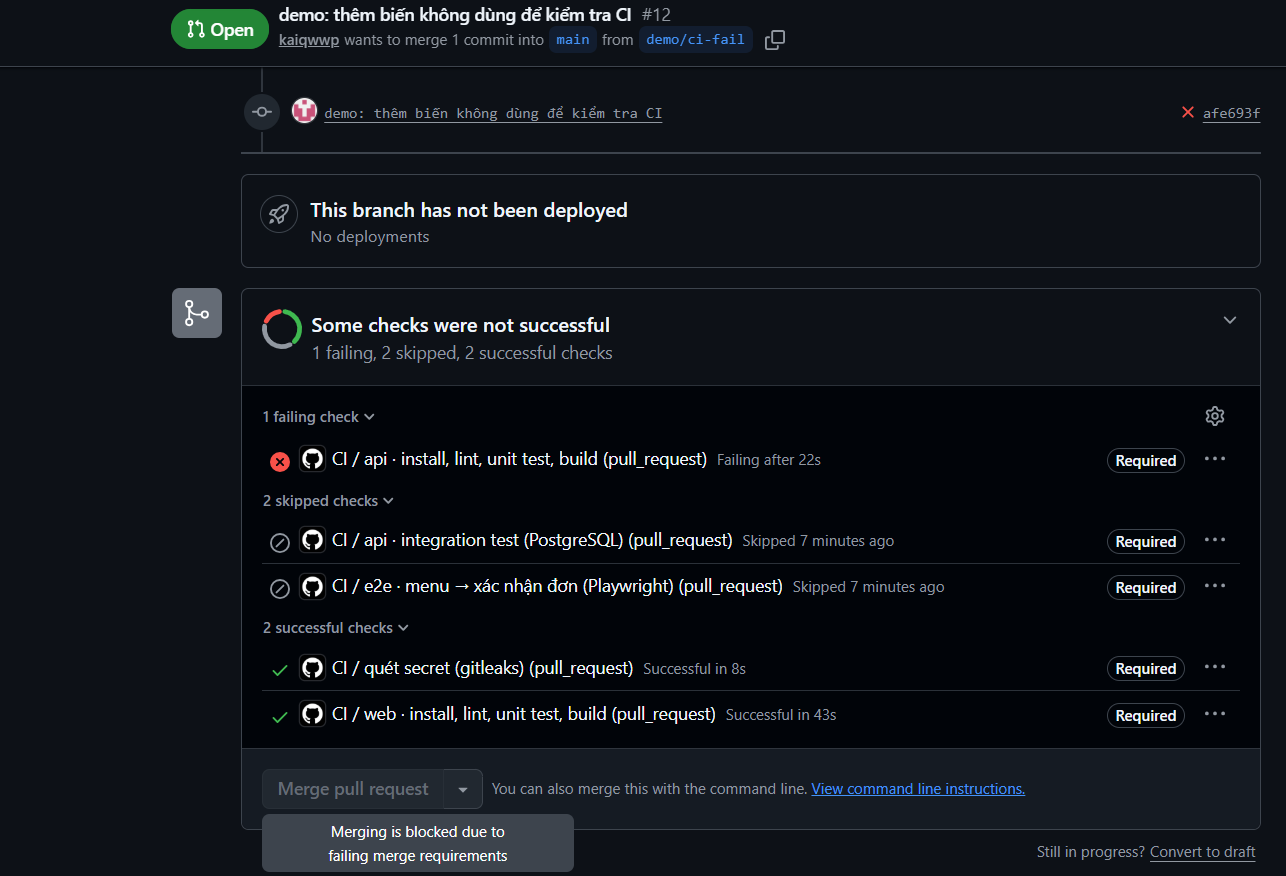 Open
demo: thêm biến không dùng để kiểm tra CI #12
kaiqwwp wants to merge 1 commit into main from demo/ci-fail
demo: thêm biến không dùng để kiểm tra CI
afe693f
This branch has not been deployed
No deployments
Some checks were not successful
1 failing, 2 skipped, 2 successful checks
1 failing check
CI / api · install, lint, unit test, build (pull_request) Failing after 22s Required
2 skipped checks
CI / api · integration test (PostgreSQL) (pull_request) Skipped 7 minutes ago Required
CI / e2e · menu → xác nhận đơn (Playwright) (pull_request) Skipped 7 minutes ago Required
2 successful checks
CI / quét secret (gitleaks) (pull_request) Successful in 8s Required
CI / web · install, lint, unit test, build (pull_request) Successful in 43s Required
Merge pull request You can also merge this with the command line. View command line instructions.
Merging is blocked due to
failing merge requirements
Still in progress? Convert to draft